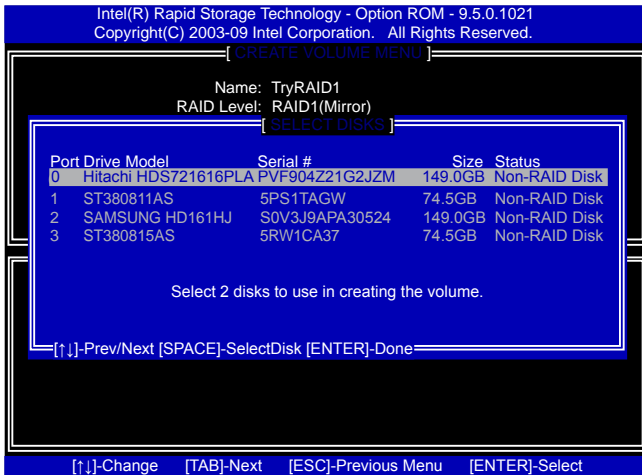 Intel(R) Rapid Storage Technology - Option ROM - 9.5.0.1021
Copyright(C) 2003-09 Intel Corporation.   All Rights Reserved.
[ CREATE VOLUME MENU ]
Name: TryRAID1
RAID Level: RAID1(Mirror)
[ SELECT DISKS ]
Port Drive Model Serial # Size Status
0 Hitachi HDS721616PLA PVF904Z21G2JZM 149.0GB Non-RAID Disk
1 ST380811AS 5PS1TAGW 74.5GB Non-RAID Disk
2 SAMSUNG HD161HJ S0V3J9APA30524 149.0GB Non-RAID Disk
3 ST380815AS 5RW1CA37 74.5GB Non-RAID Disk
Select 2 disks to use in creating the volume.
[↑↓]-Prev/Next [SPACE]-SelectDisk [ENTER]-Done
[↑↓]-Change [TAB]-Next [ESC]-Previous Menu [ENTER]-Select